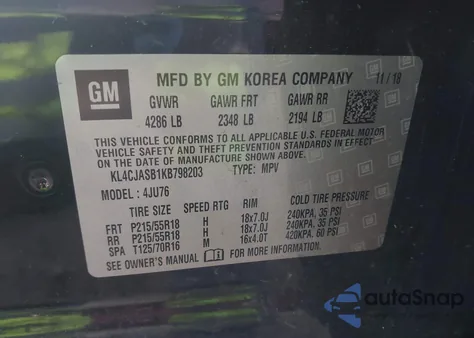 GM MFD BY GM KOREA COMPANY 11/18
GVWR GAWR FRT GAWR RR
4286 LB 2348 LB 2194 LB
THIS VEHICLE CONFORMS TO ALL APPLICABLE U.S. FEDERAL MOTOR
VEHICLE SAFETY AND THEFT PREVENTION STANDARDS IN EFFECT ON
THE DATE OF MANUFACTURE SHOWN ABOVE.
KL4CJASB1KB798203 TYPE: MPV
MODEL: 4JU76
TIRE SIZE SPEED RTG RIM COLD TIRE PRESSURE
FRT P215/55R18 H 18x7.0J 240KPA, 35 PSI
RR P215/55R18 H 18x7.0J 240KPA, 35 PSI
SPA T125/70R16 M 16x4.0T 420KPA, 60 PSI
SEE OWNER'S MANUAL FOR MORE INFORMATION.
autoSnap